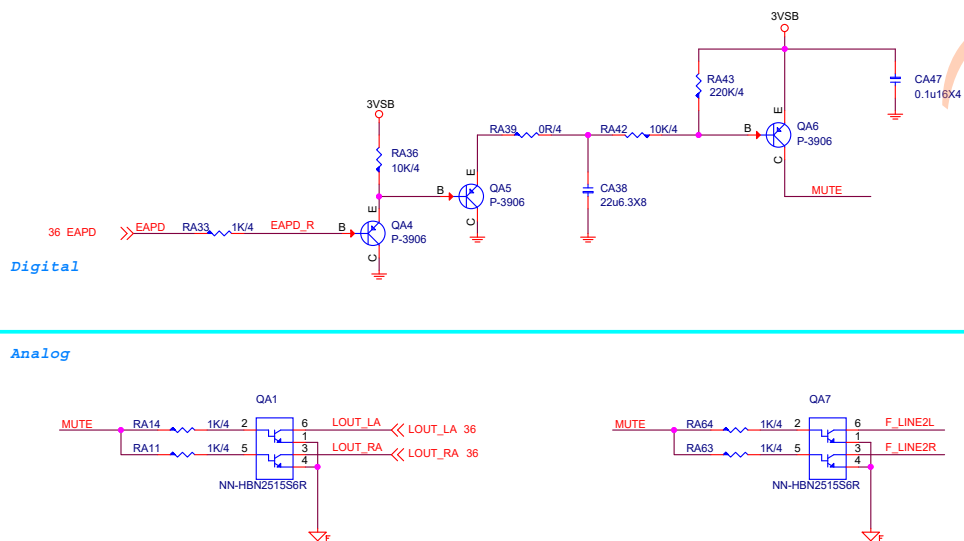 3VSB
RA43
220K/4
CA47
0.1u16X4
3VSB
RA36
10K/4
RA39 0R/4 RA42 10K/4
B E C
QA6
P-3906
MUTE
B E C
QA5
P-3906
CA38
22u6.3X8
36 EAPD EAPD RA33 1K/4 EAPD_R
B E C
QA4
P-3906
Digital
Analog
QA1
MUTE RA14 1K/4 2 6 LOUT_LA LOUT_LA 36
1
RA11 1K/4 5 3 LOUT_RA LOUT_RA 36
4
NN-HBN2515S6R
F
QA7
MUTE RA64 1K/4 2 6 F_LINE2L
1
RA63 1K/4 5 3 F_LINE2R
4
NN-HBN2515S6R
F